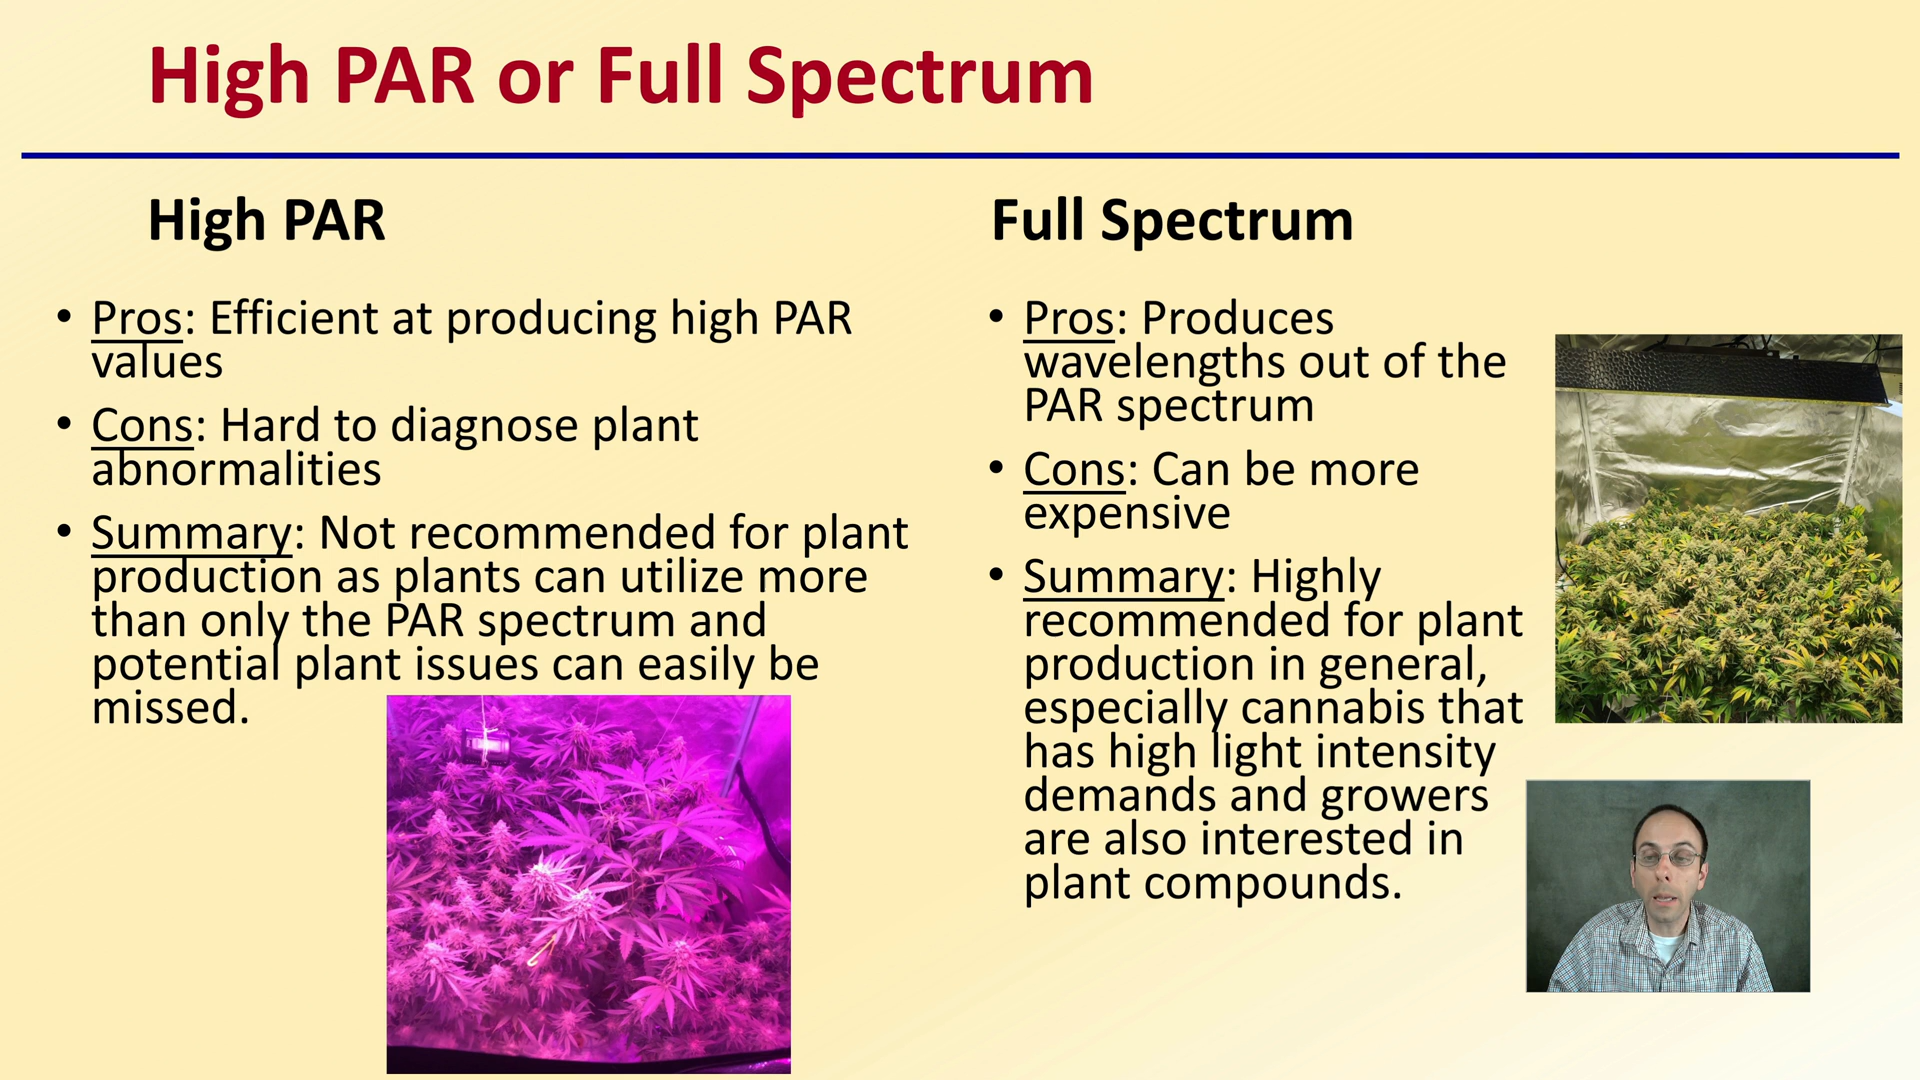 High PAR or Full Spectrum
High PAR
• Pros: Efficient at producing high PAR
values
• Cons: Hard to diagnose plant
abnormalities
• Summary: Not recommended for plant
production as plants can utilize more
than only the PAR spectrum and
potential plant issues can easily be
missed.
Full Spectrum
• Pros: Produces
wavelengths out of the
PAR spectrum
• Cons: Can be more
expensive
• Summary: Highly
recommended for plant
production in general,
especially cannabis that
has high light intensity
demands and growers
are also interested in
plant compounds.